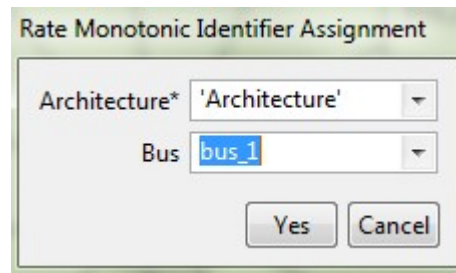 Rate Monotonic Identifier Assignment
Architecture* 'Architecture'
Bus bus_1
Yes Cancel